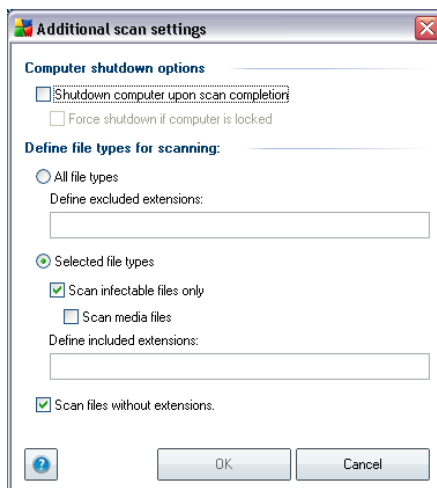 Additional scan settings
Computer shutdown options
Shutdown computer upon scan completion
Force shutdown if computer is locked
Define file types for scanning:
All file types
Define excluded extensions:
Selected file types
Scan infectable files only
Scan media files
Define included extensions:
Scan files without extensions.
?
OK
Cancel